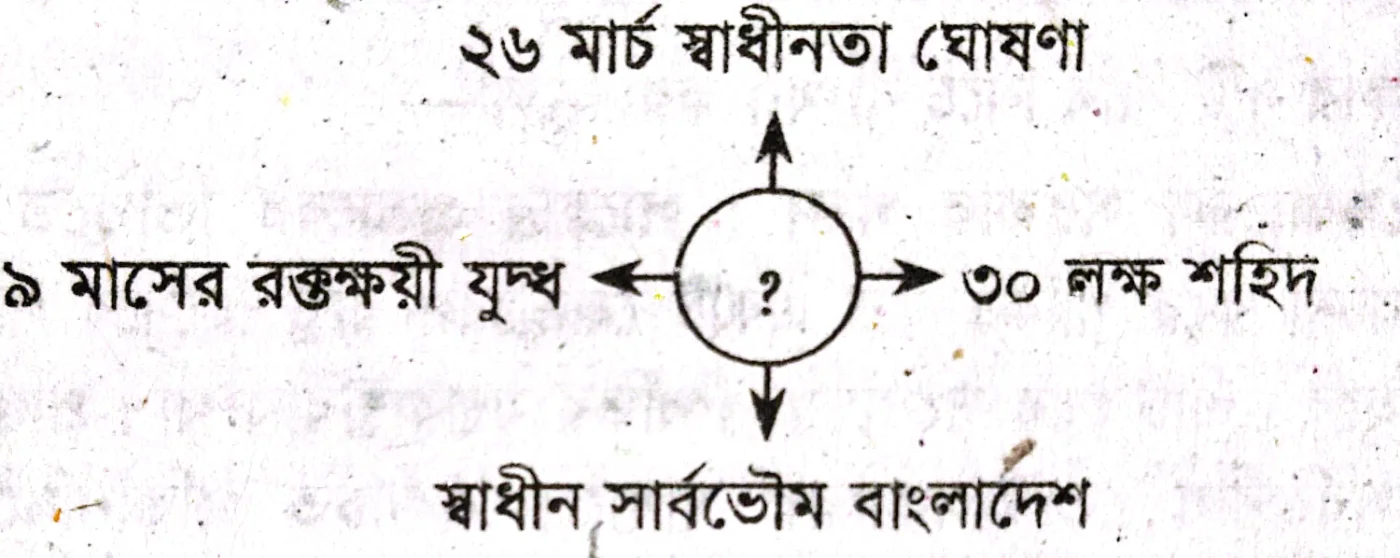 ২৬ মার্চ স্বাধীনতা ঘোষণা
৯ মাসের রক্তক্ষয়ী যুদ্ধ
?
৩০ লক্ষ শহিদ
স্বাধীন সার্বভৌম বাংলাদেশ